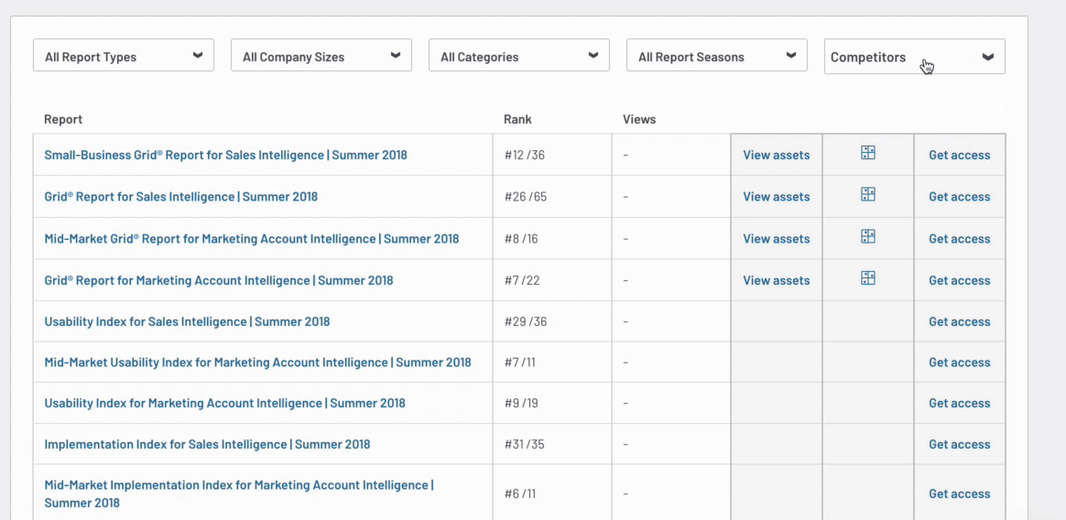 All Report Types All Company Sizes All Categories All Report Seasons Competitors
Report Rank Views
Small-Business Grid® Report for Sales Intelligence | Summer 2018 #12 /36 - View assets Get access
Grid® Report for Sales Intelligence | Summer 2018 #26 /65 - View assets Get access
Mid-Market Grid® Report for Marketing Account Intelligence | Summer 2018 #8 /16 - View assets Get access
Grid® Report for Marketing Account Intelligence | Summer 2018 #7 /22 - View assets Get access
Usability Index for Sales Intelligence | Summer 2018 #29 /36 - Get access
Mid-Market Usability Index for Marketing Account Intelligence | Summer 2018 #7 /11 - Get access
Usability Index for Marketing Account Intelligence | Summer 2018 #9 /19 - Get access
Implementation Index for Sales Intelligence | Summer 2018 #31 /35 - Get access
Mid-Market Implementation Index for Marketing Account Intelligence |
Summer 2018 #6 /11 - Get access